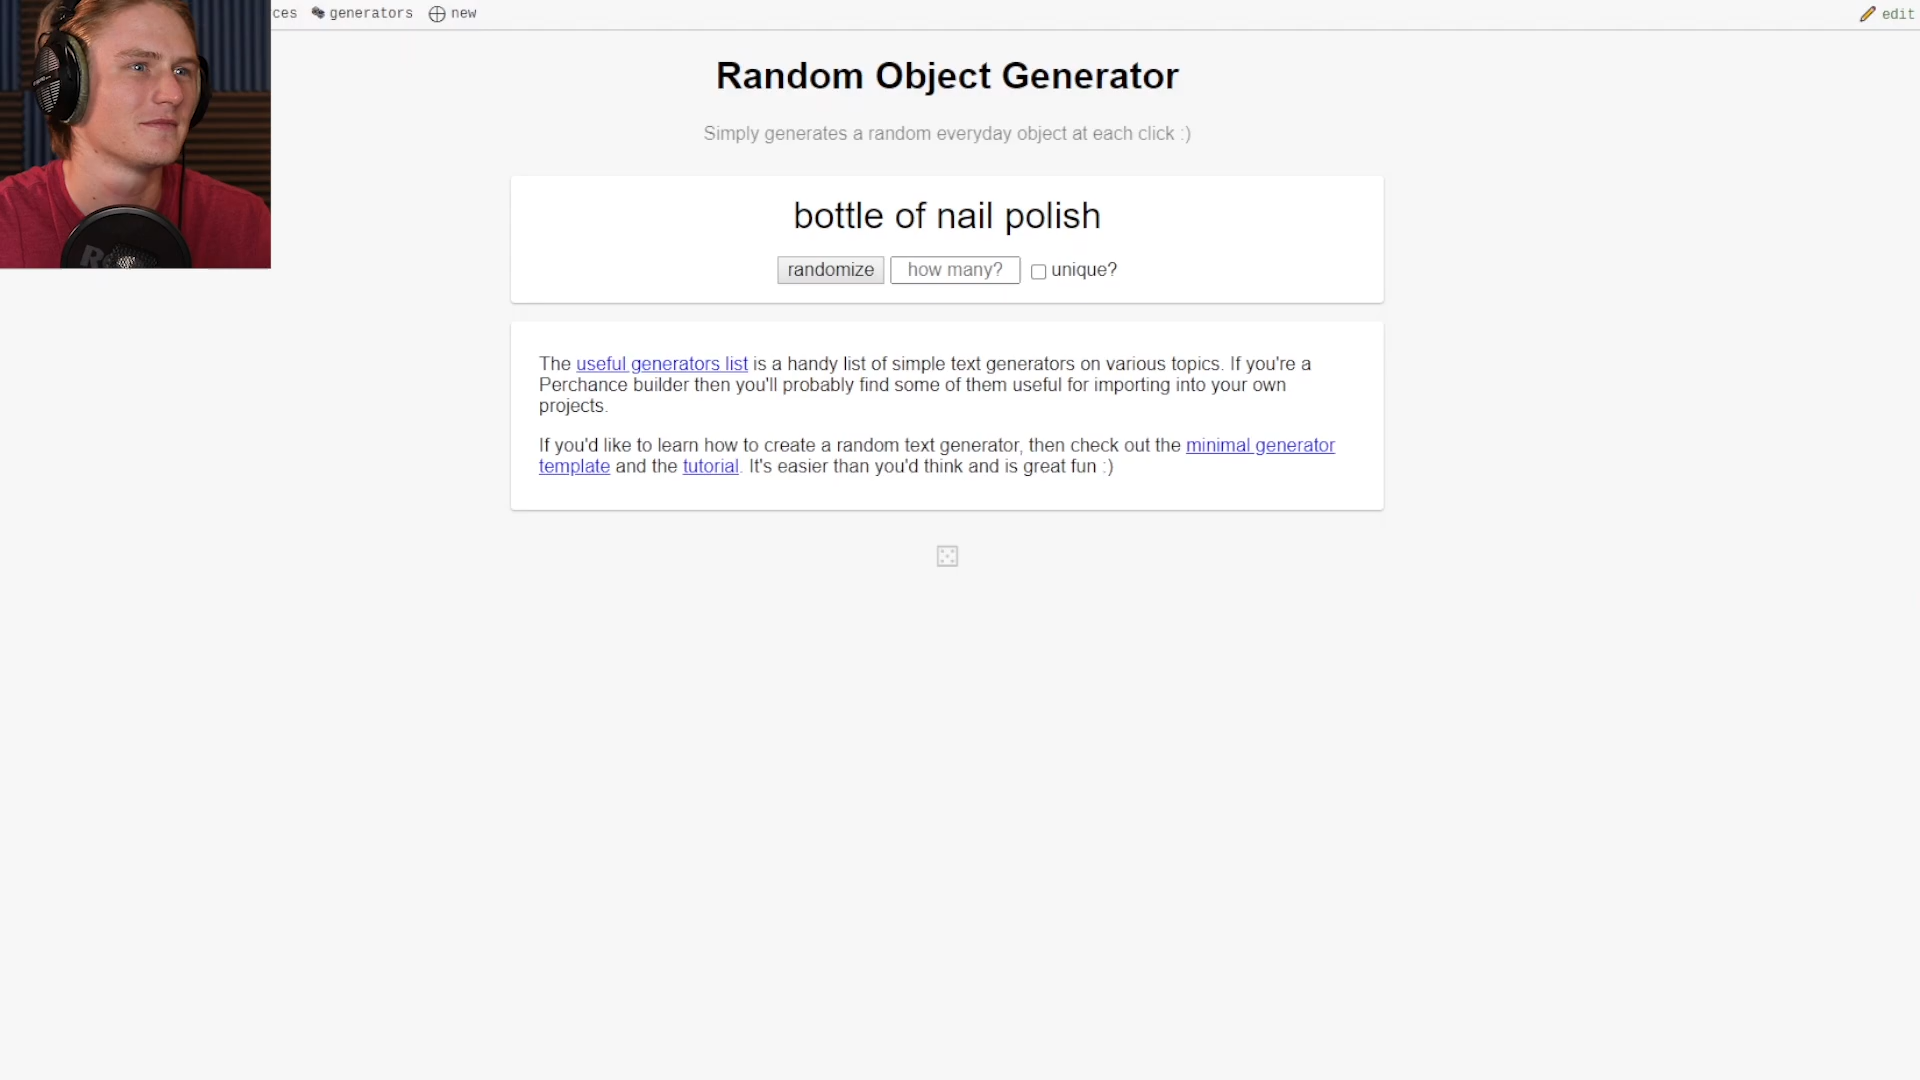 generators new
edit
Random Object Generator
Simply generates a random everyday object at each click :)
bottle of nail polish
randomize how many? unique?
The useful generators list is a handy list of simple text generators on various topics. If you're a
Perchance builder then you'll probably find some of them useful for importing into your own
projects.
If you'd like to learn how to create a random text generator, then check out the minimal generator
template and the tutorial. It's easier than you'd think and is great fun :)